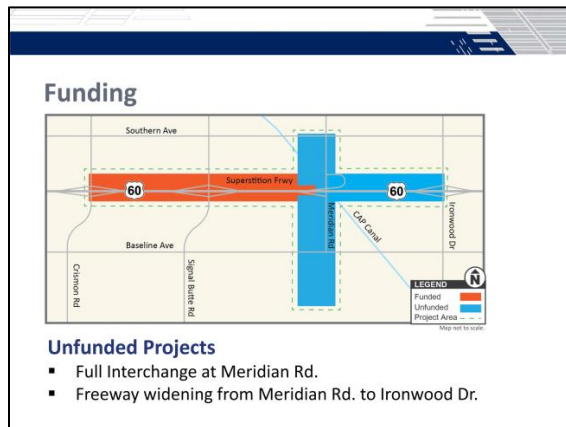 Funding
Southern Ave
60
Superstition Frwy
60
Meridian Rd
CAP Canal
Ironwood Dr
Baseline Ave
Crismon Rd
Signal Butte Rd
N
LEGEND
Funded
Unfunded
Project Area
Map not to scale.
Unfunded Projects
▪ Full Interchange at Meridian Rd.
▪ Freeway widening from Meridian Rd. to Ironwood Dr.